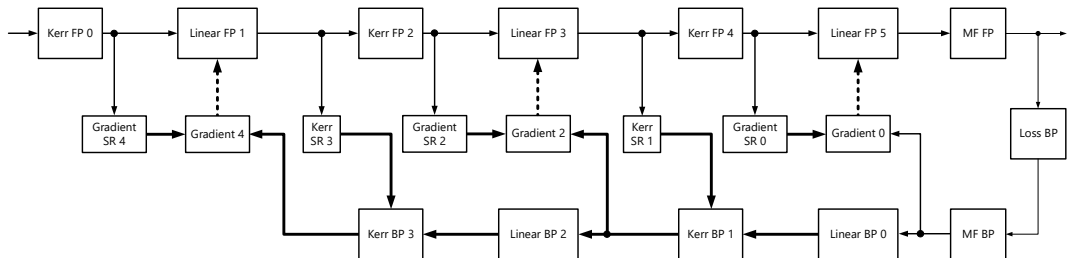 Kerr FP 0
Linear FP 1
Kerr FP 2
Linear FP 3
Kerr FP 4
Linear FP 5
MF FP
Gradient
SR 4
Gradient 4
Kerr
SR 3
Gradient
SR 2
Gradient 2
Kerr
SR 1
Gradient
SR 0
Gradient 0
Loss BP
Kerr BP 3
Linear BP 2
Kerr BP 1
Linear BP 0
MF BP